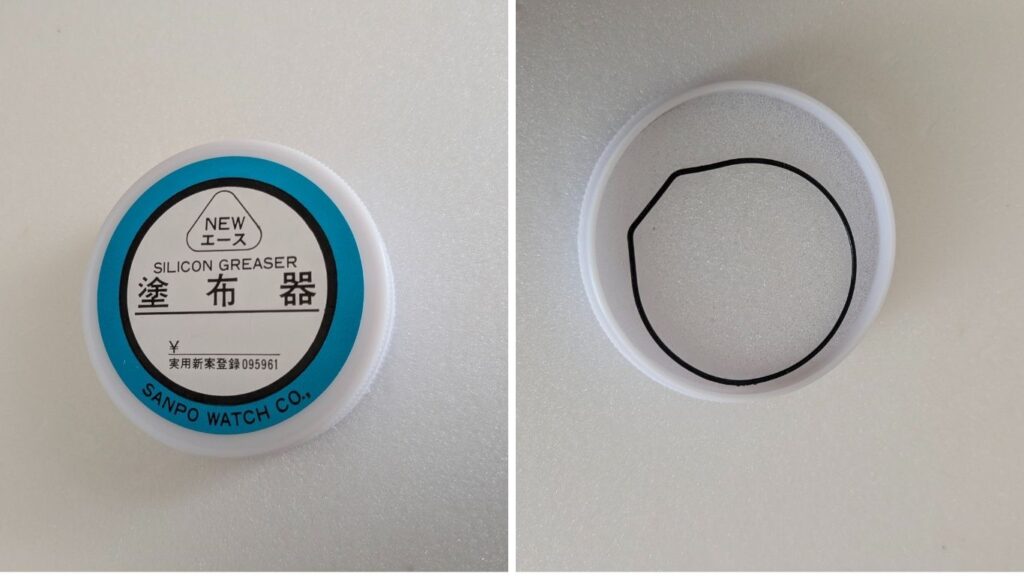 NEW
エース
SILICON GREASER
塗布器
¥
実用新案登録095961
SANPO WATCH CO.,